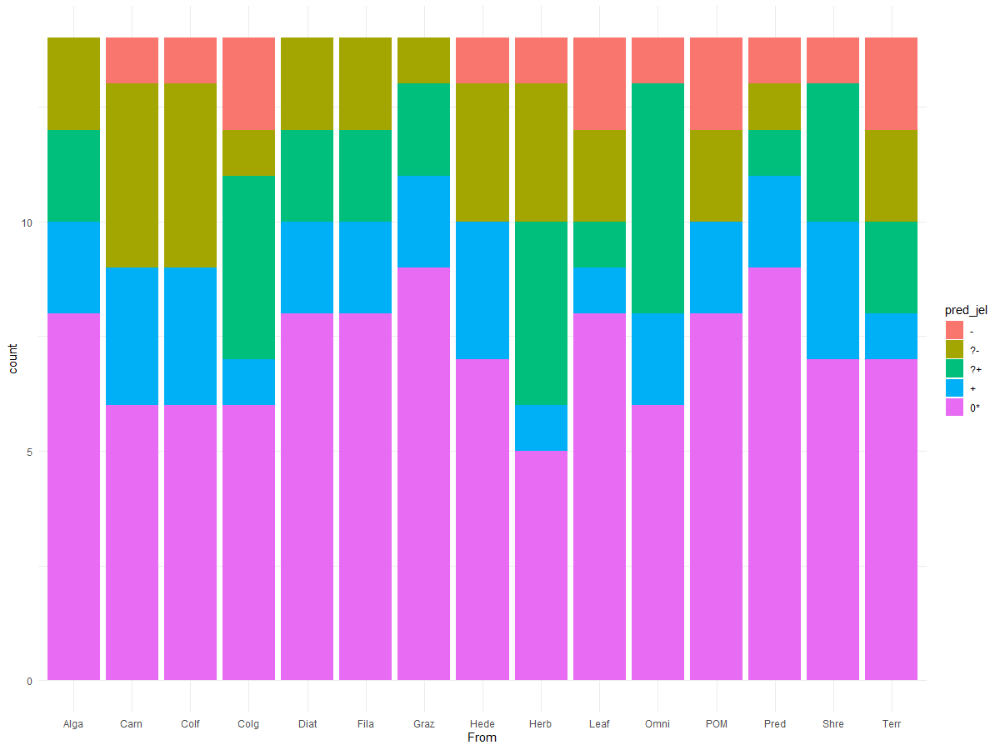 count
10
5
0
Alga Carn Colf Colg Diat Fila Graz Hede Herb Leaf Omni POM Pred Shre Terr
From
pred_jel
-
?-
?+
+
0*